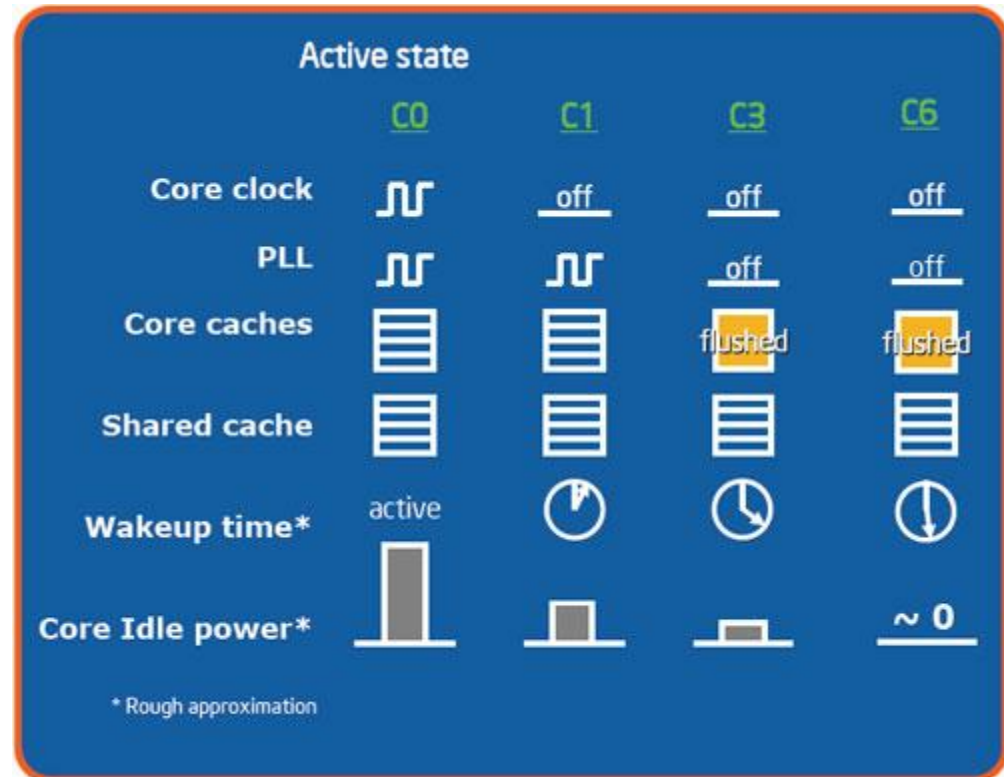 Active state
C0 C1 C3 C6
Core clock off off off
PLL off off
Core caches flushed flushed
Shared cache
Wakeup time* active
Core Idle power* ~ 0
* Rough approximation